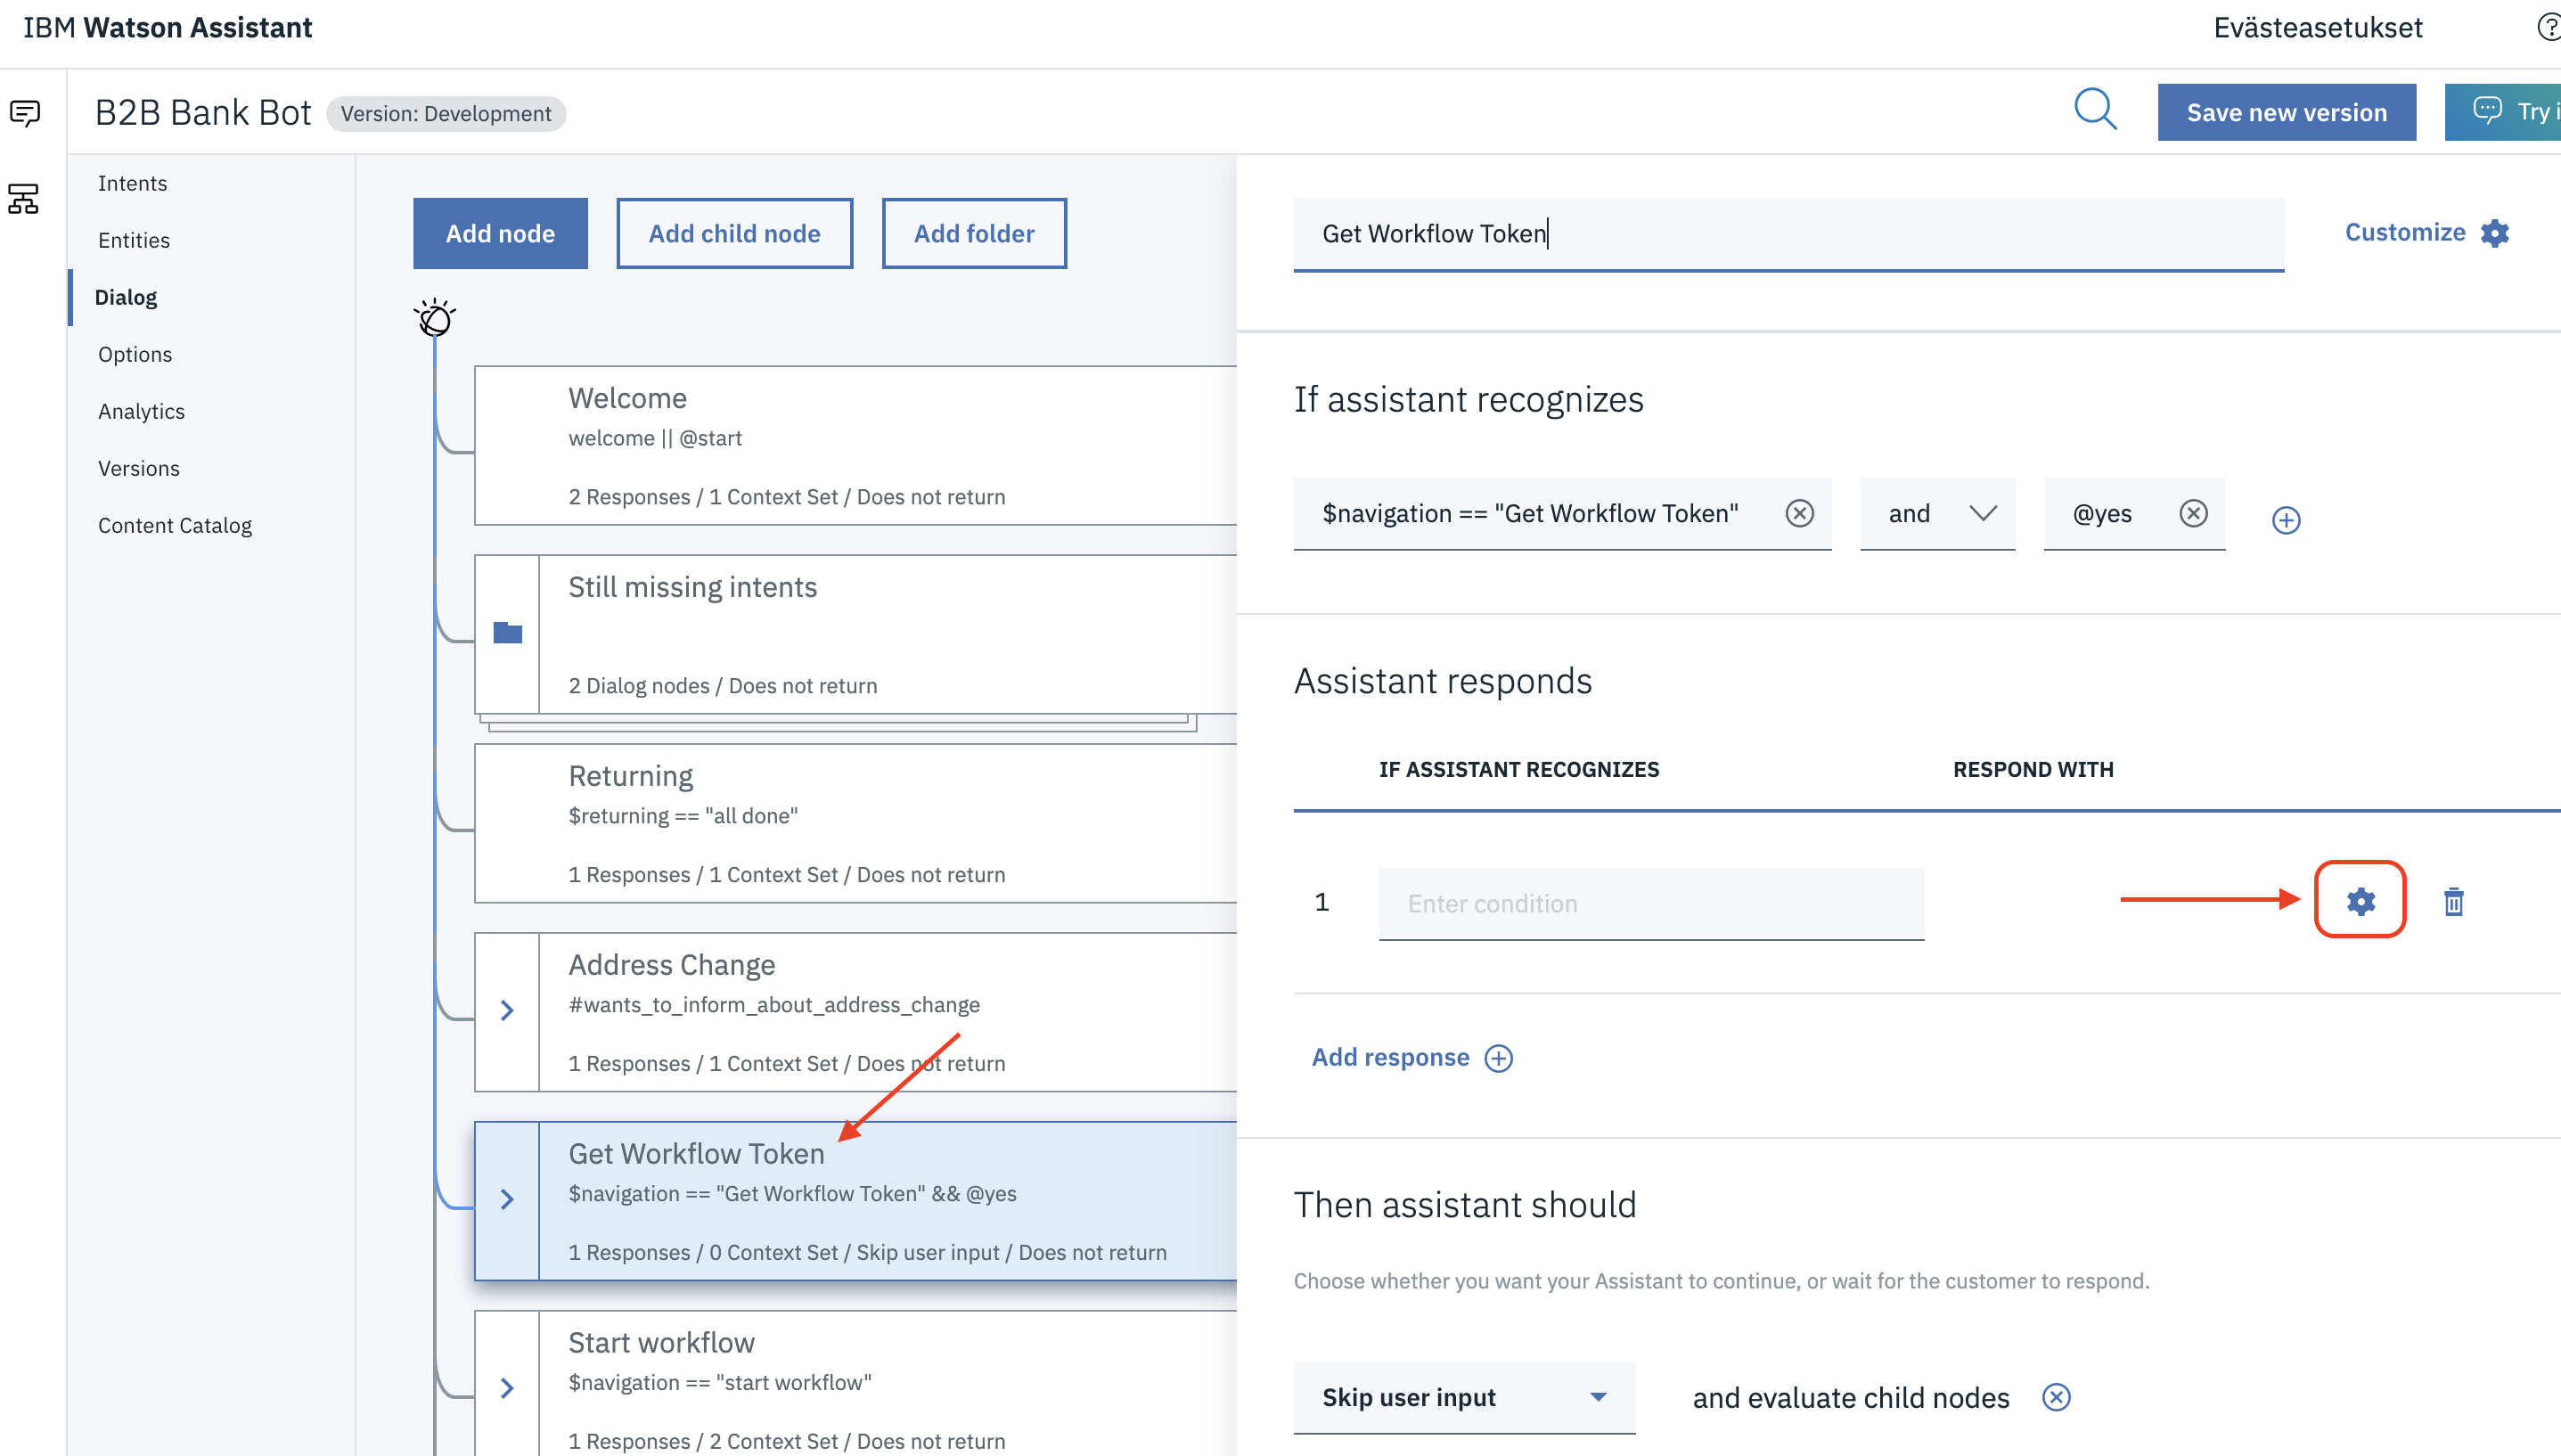 IBM Watson Assistant
Evästeasetukset
B2B Bank Bot
Version: Development
Save new version
Try i
Intents
Entities
Dialog
Options
Analytics
Versions
Content Catalog
Add node
Add child node
Add folder
Welcome
welcome || @start
2 Responses / 1 Context Set / Does not return
Still missing intents
2 Dialog nodes / Does not return
Returning
$returning == "all done"
1 Responses / 1 Context Set / Does not return
Address Change
#wants_to_inform_about_address_change
1 Responses / 1 Context Set / Does not return
Get Workflow Token
$navigation == "Get Workflow Token" && @yes
1 Responses / 0 Context Set / Skip user input / Does not return
Start workflow
$navigation == "start workflow"
1 Responses / 2 Context Set / Does not return
Get Workflow Token
Customize
If assistant recognizes
$navigation == "Get Workflow Token"
and
@yes
Assistant responds
IF ASSISTANT RECOGNIZES
RESPOND WITH
1
Enter condition
Add response
Then assistant should
Choose whether you want your Assistant to continue, or wait for the customer to respond.
Skip user input
and evaluate child nodes